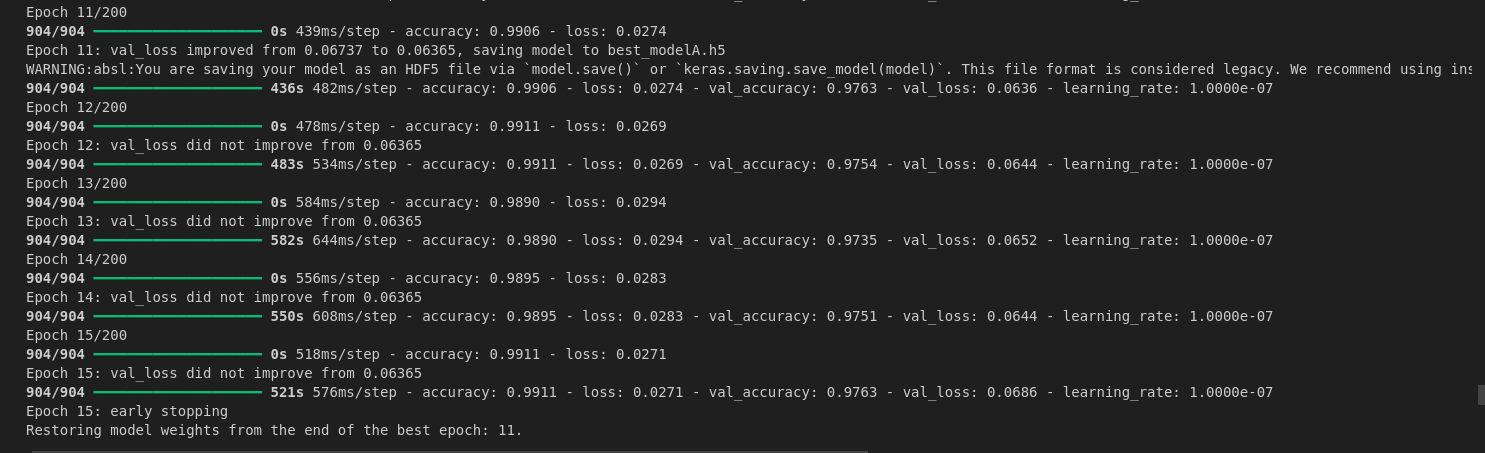 Epoch 11/200
904/904 ━━━━━━━━━━━━━━━━━━━━ 0s 439ms/step - accuracy: 0.9906 - loss: 0.0274
Epoch 11: val_loss improved from 0.06737 to 0.06365, saving model to best_modelA.h5
WARNING:absl:You are saving your model as an HDF5 file via `model.save()` or `keras.saving.save_model(model)`. This file format is considered legacy. We recommend using ins
904/904 ━━━━━━━━━━━━━━━━━━━━ 436s 482ms/step - accuracy: 0.9906 - loss: 0.0274 - val_accuracy: 0.9763 - val_loss: 0.0636 - learning_rate: 1.0000e-07
Epoch 12/200
904/904 ━━━━━━━━━━━━━━━━━━━━ 0s 478ms/step - accuracy: 0.9911 - loss: 0.0269
Epoch 12: val_loss did not improve from 0.06365
904/904 ━━━━━━━━━━━━━━━━━━━━ 483s 534ms/step - accuracy: 0.9911 - loss: 0.0269 - val_accuracy: 0.9754 - val_loss: 0.0644 - learning_rate: 1.0000e-07
Epoch 13/200
904/904 ━━━━━━━━━━━━━━━━━━━━ 0s 584ms/step - accuracy: 0.9890 - loss: 0.0294
Epoch 13: val_loss did not improve from 0.06365
904/904 ━━━━━━━━━━━━━━━━━━━━ 582s 644ms/step - accuracy: 0.9890 - loss: 0.0294 - val_accuracy: 0.9735 - val_loss: 0.0652 - learning_rate: 1.0000e-07
Epoch 14/200
904/904 ━━━━━━━━━━━━━━━━━━━━ 0s 556ms/step - accuracy: 0.9895 - loss: 0.0283
Epoch 14: val_loss did not improve from 0.06365
904/904 ━━━━━━━━━━━━━━━━━━━━ 550s 608ms/step - accuracy: 0.9895 - loss: 0.0283 - val_accuracy: 0.9751 - val_loss: 0.0644 - learning_rate: 1.0000e-07
Epoch 15/200
904/904 ━━━━━━━━━━━━━━━━━━━━ 0s 518ms/step - accuracy: 0.9911 - loss: 0.0271
Epoch 15: val_loss did not improve from 0.06365
904/904 ━━━━━━━━━━━━━━━━━━━━ 521s 576ms/step - accuracy: 0.9911 - loss: 0.0271 - val_accuracy: 0.9763 - val_loss: 0.0686 - learning_rate: 1.0000e-07
Epoch 15: early stopping
Restoring model weights from the end of the best epoch: 11.